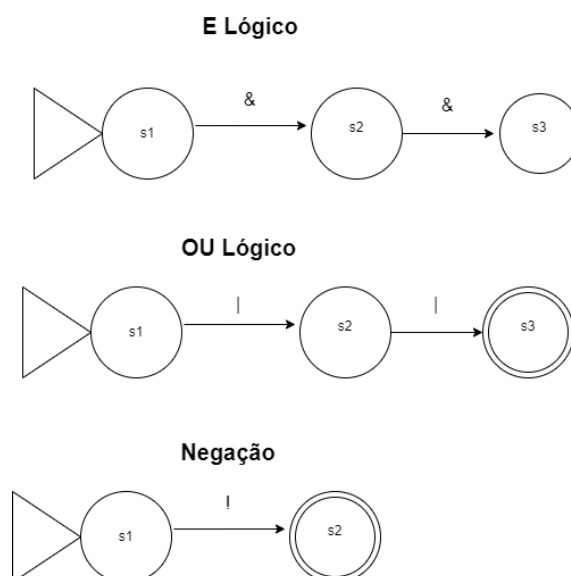 E Lógico
& &
s1 s2 s3
OU Lógico
| |
s1 s2 s3
Negação
!
s1 s2